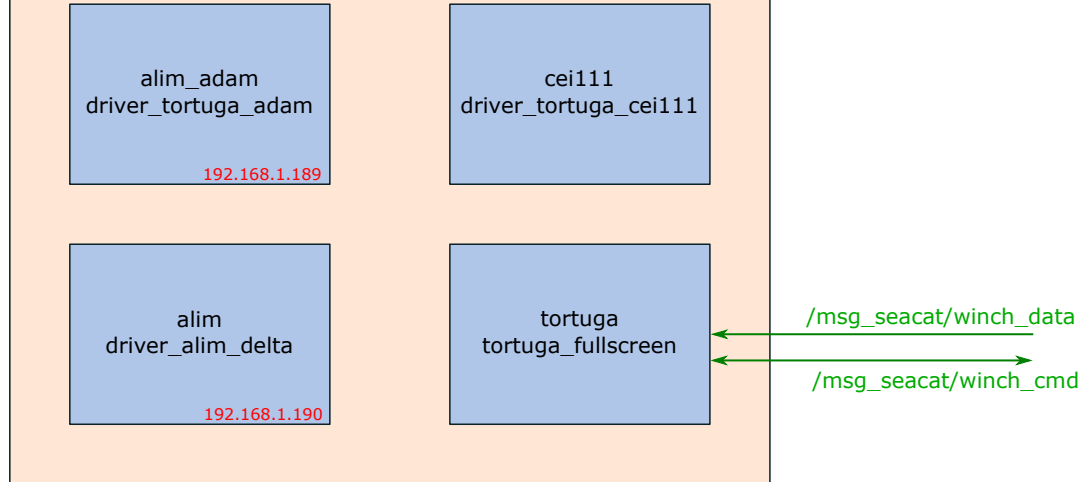 alim_adam
driver_tortuga_adam
192.168.1.189
cei111
driver_tortuga_cei111
alim
driver_alim_delta
192.168.1.190
tortuga
tortuga_fullscreen
/msg_seacat/winch_data
/msg_seacat/winch_cmd